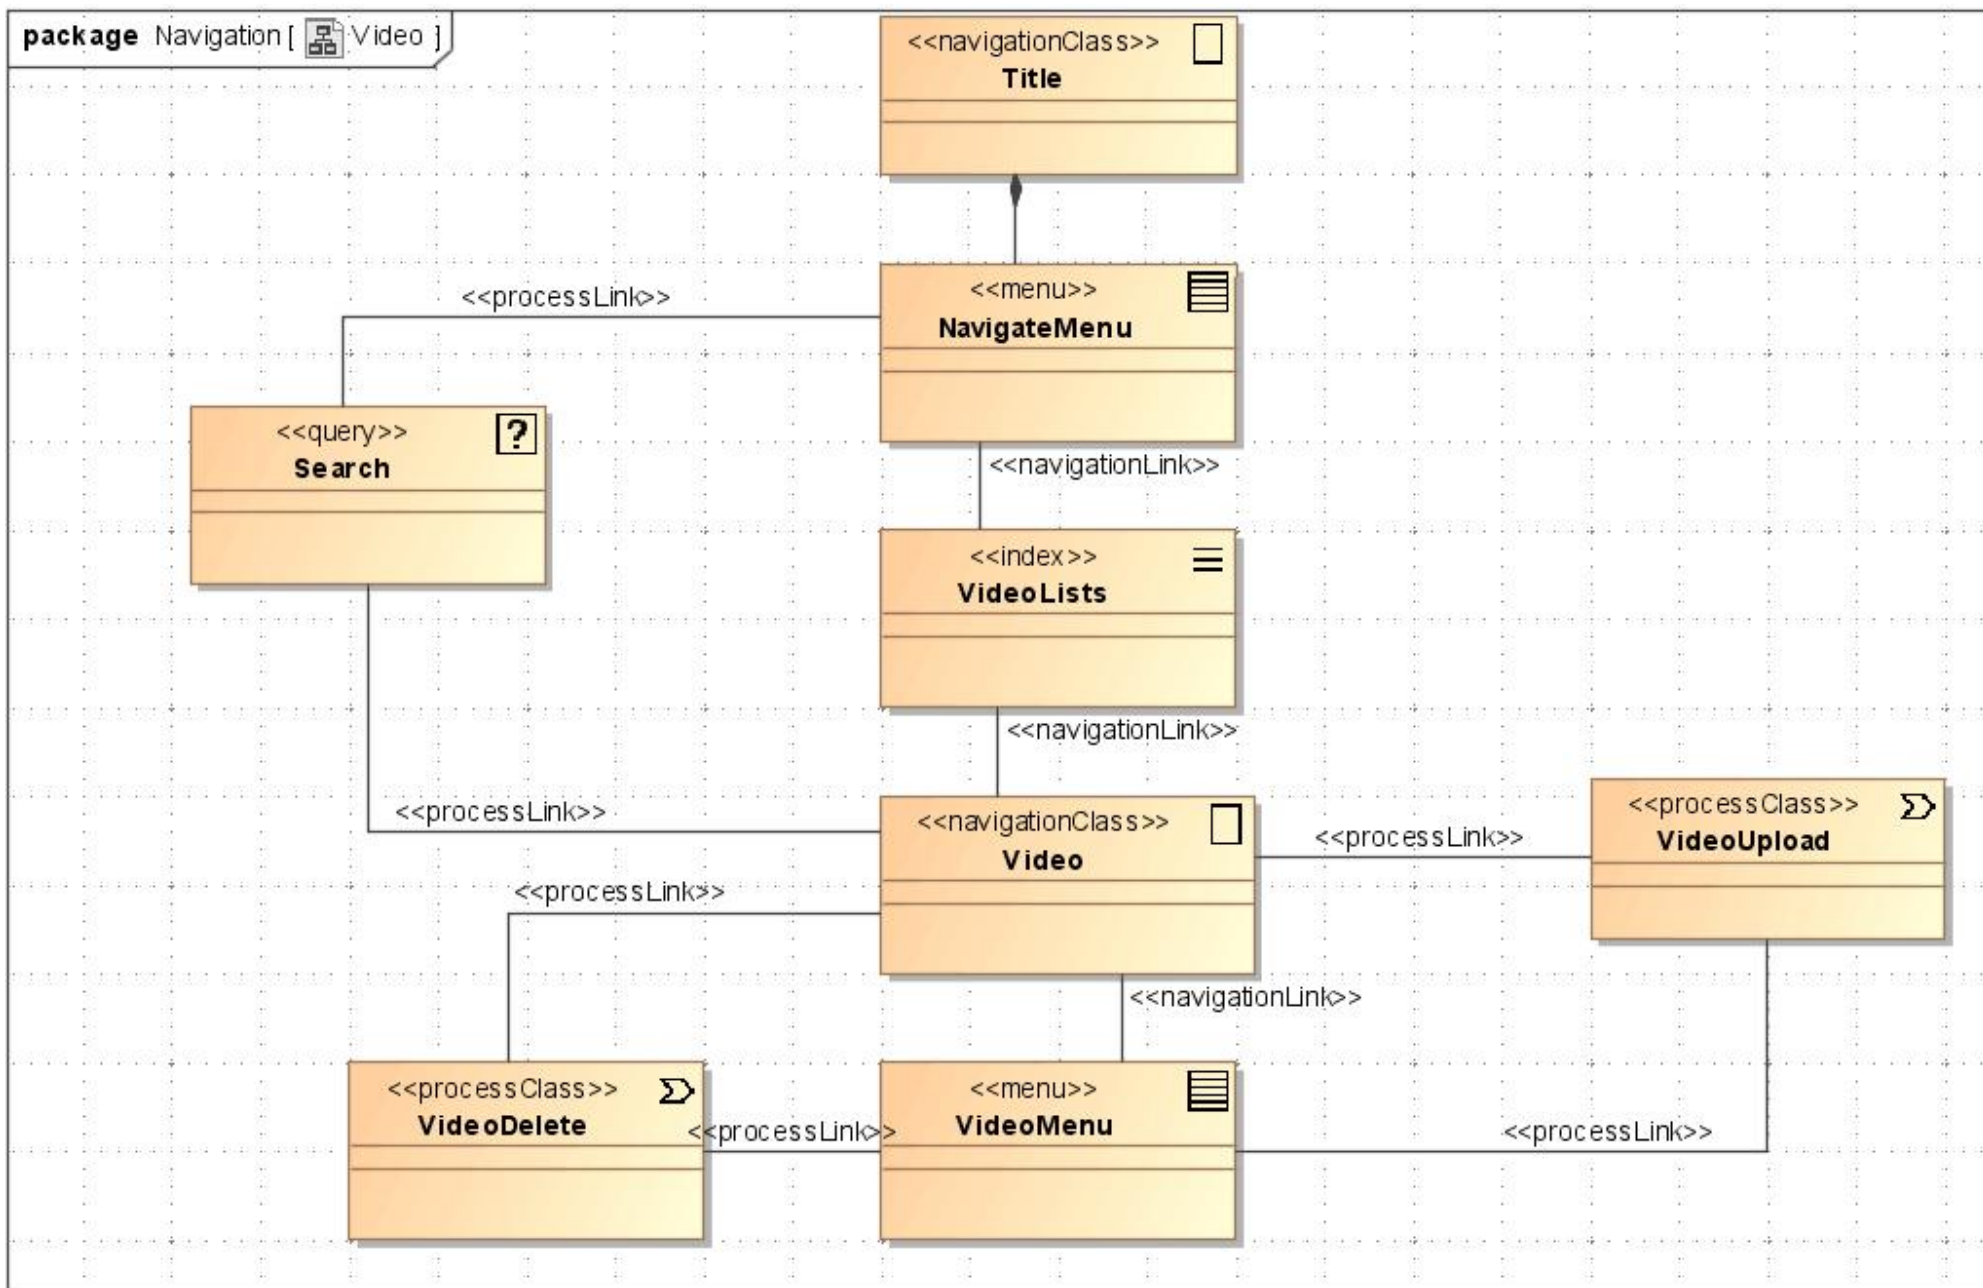 package Navigation [ Video ]
<<navigationClass>>
Title
<<processLink>>
<<menu>>
NavigateMenu
<<query>>
?
Search
<<navigationLink>>
<<index>>
VideoLists
<<navigationLink>>
<<processLink>>
<<navigationClass>>
Video
<<processLink>>
<<processClass>>
VideoUpload
<<processLink>>
<<navigationLink>>
<<processClass>>
VideoDelete
<<processLink>>
<<menu>>
VideoMenu
<<processLink>>